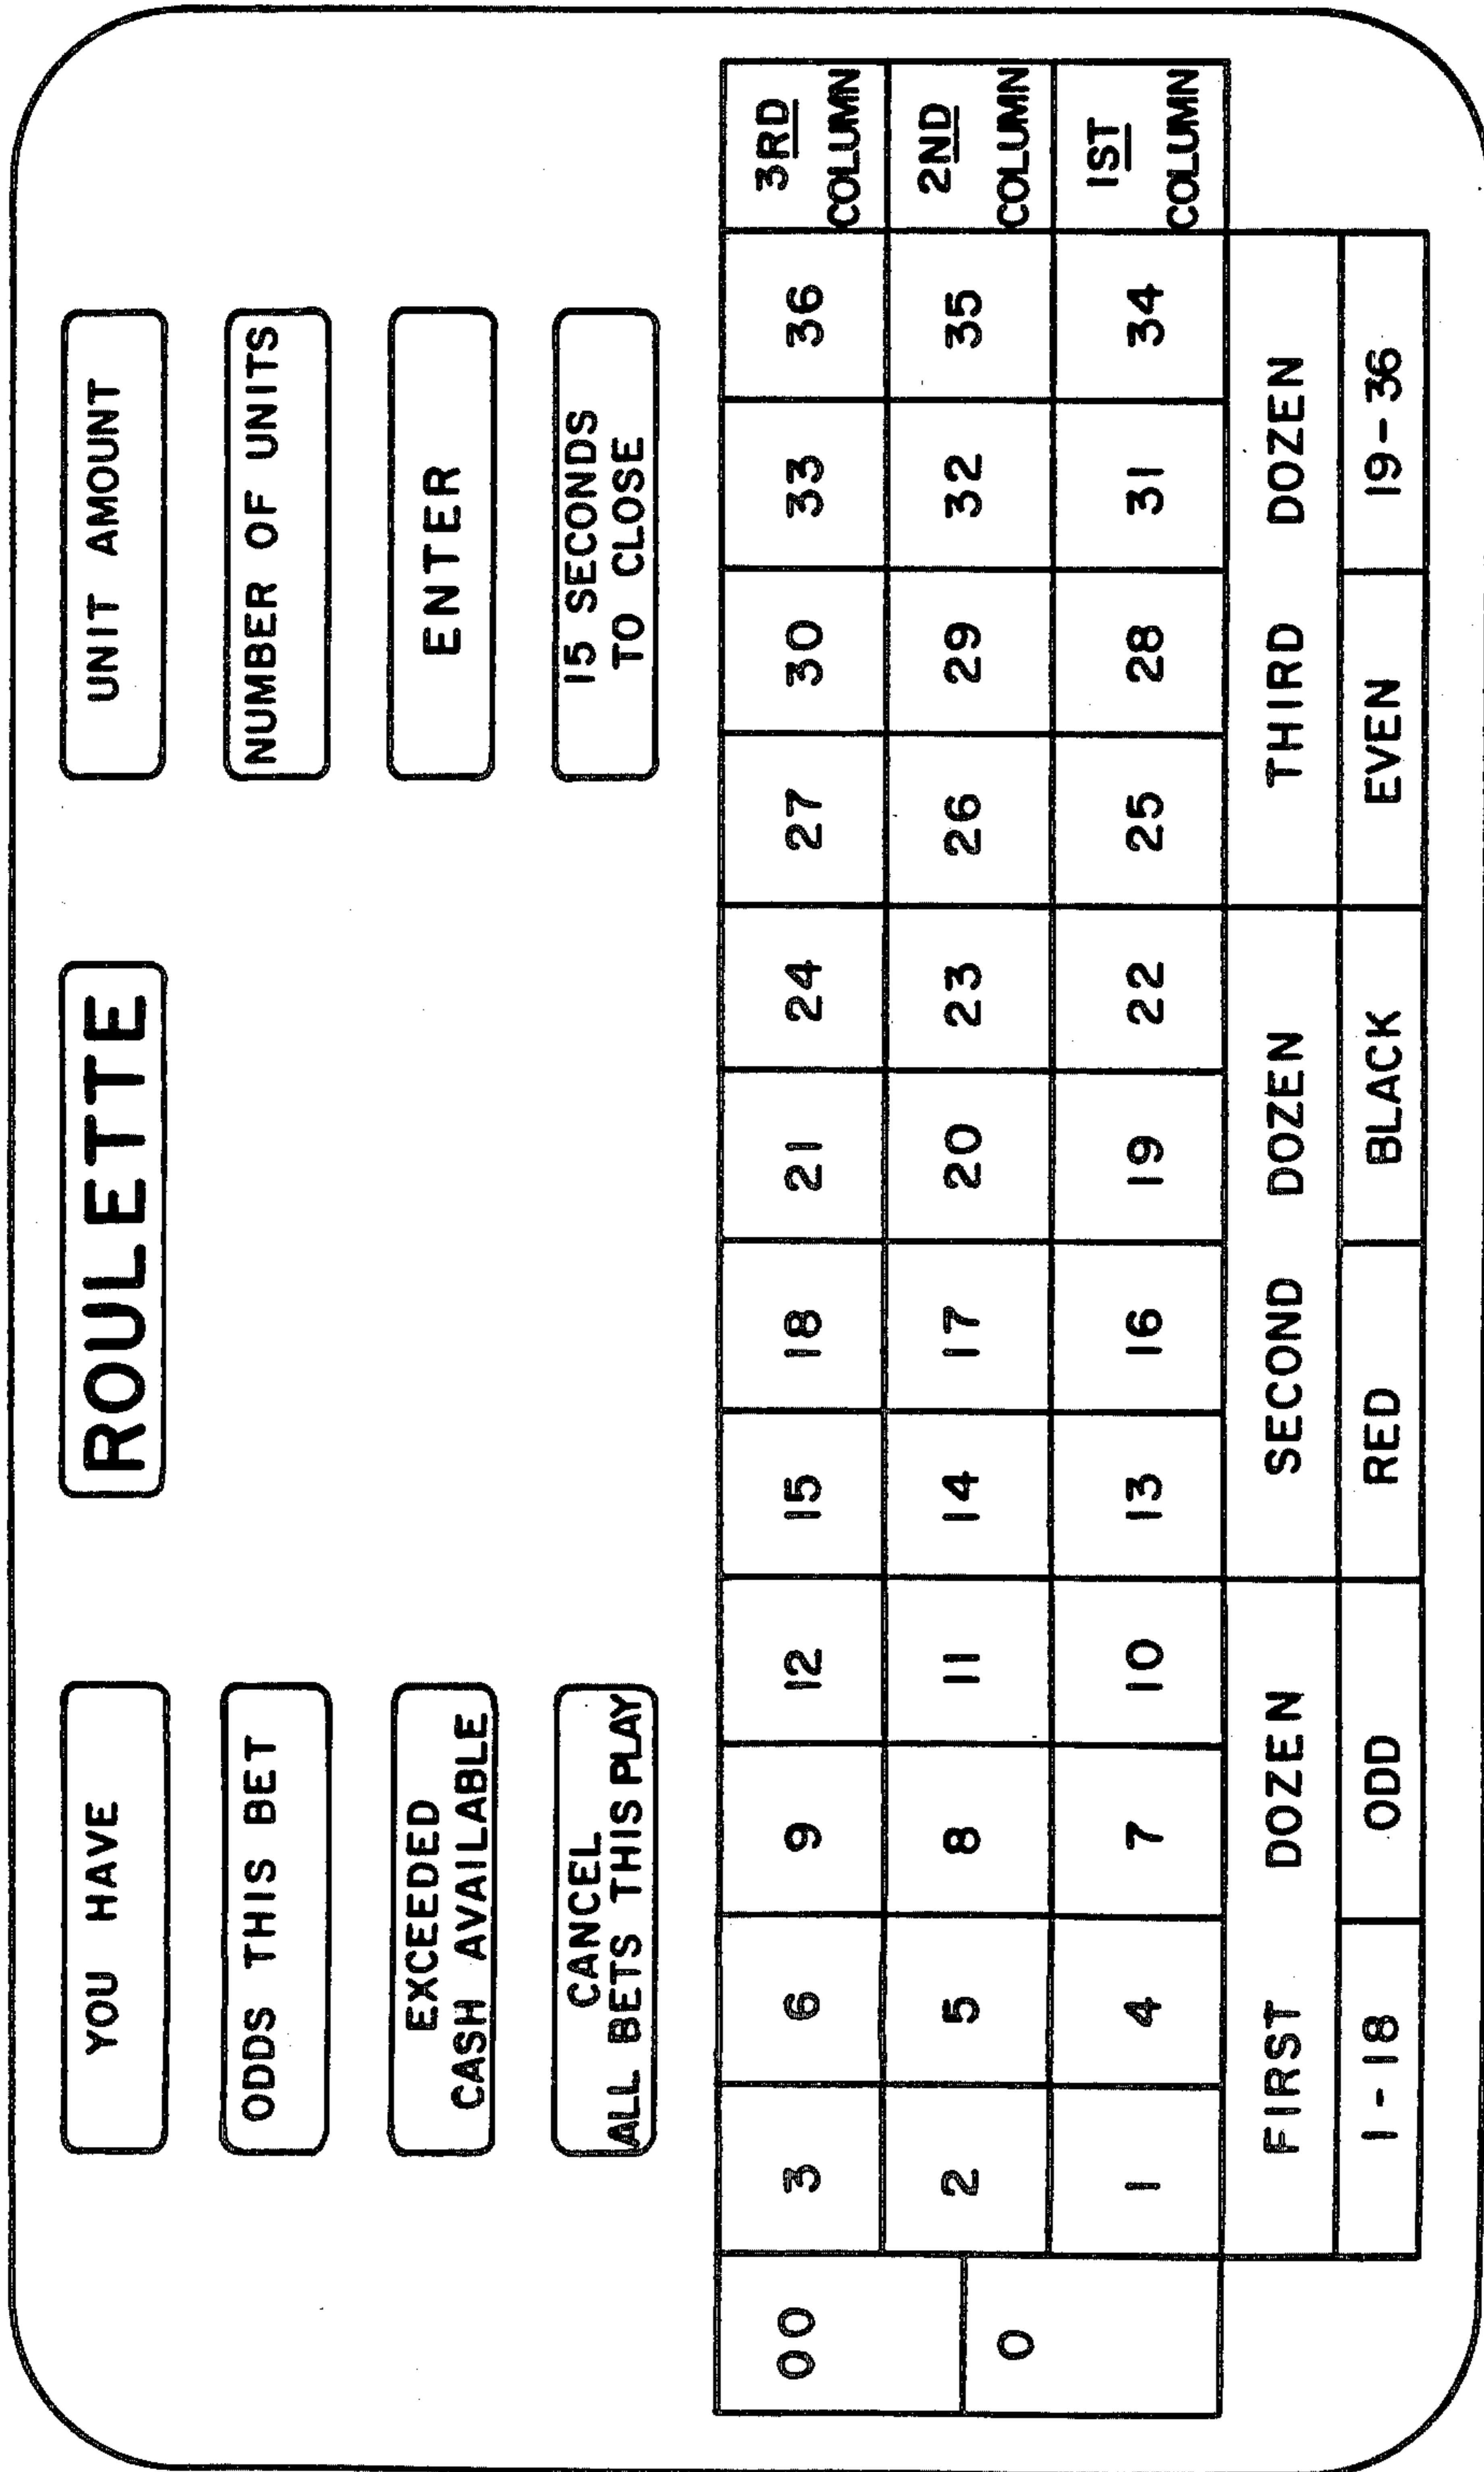 ROULETTE
YOU HAVE
UNIT AMOUNT
ODDS THIS BET
NUMBER OF UNITS
EXCEEDED
CASH AVAILABLE
ENTER
CANCEL
ALL BETS THIS PLAY
15 SECONDS
TO CLOSE
00 3 6 9 12 15 18 21 24 27 30 33 36 3RD COLUMN
0 2 5 8 11 14 17 20 23 26 29 32 35 2ND COLUMN
1 4 7 10 13 16 19 22 25 28 31 34 1ST COLUMN
FIRST DOZEN SECOND DOZEN THIRD DOZEN
1-18 ODD RED BLACK EVEN 19-36